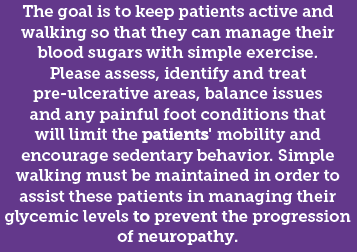 The goal is to keep patients active and
walking so that they can manage their
blood sugars with simple exercise.
Please assess, identify and treat
pre-ulcerative areas, balance issues
and any painful foot conditions that
will limit the patients' mobility and
encourage sedentary behavior. Simple
walking must be maintained in order to
assist these patients in managing their
glycemic levels to prevent the progression
of neuropathy.